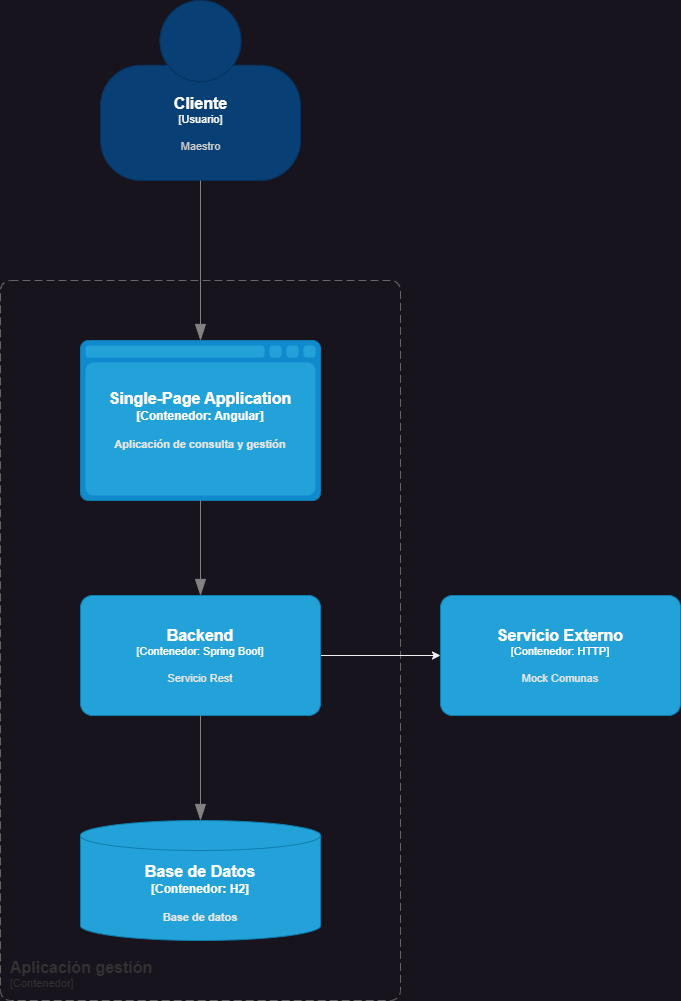 Cliente
[Usuario]
Maestro
Single-Page Application
[Contenedor: Angular]
Aplicación de consulta y gestión
Backend
[Contenedor: Spring Boot]
Servicio Rest
Servicio Externo
[Contenedor: HTTP]
Mock Comunas
Base de Datos
[Contenedor: H2]
Base de datos
Aplicación gestión
[Contenedor]